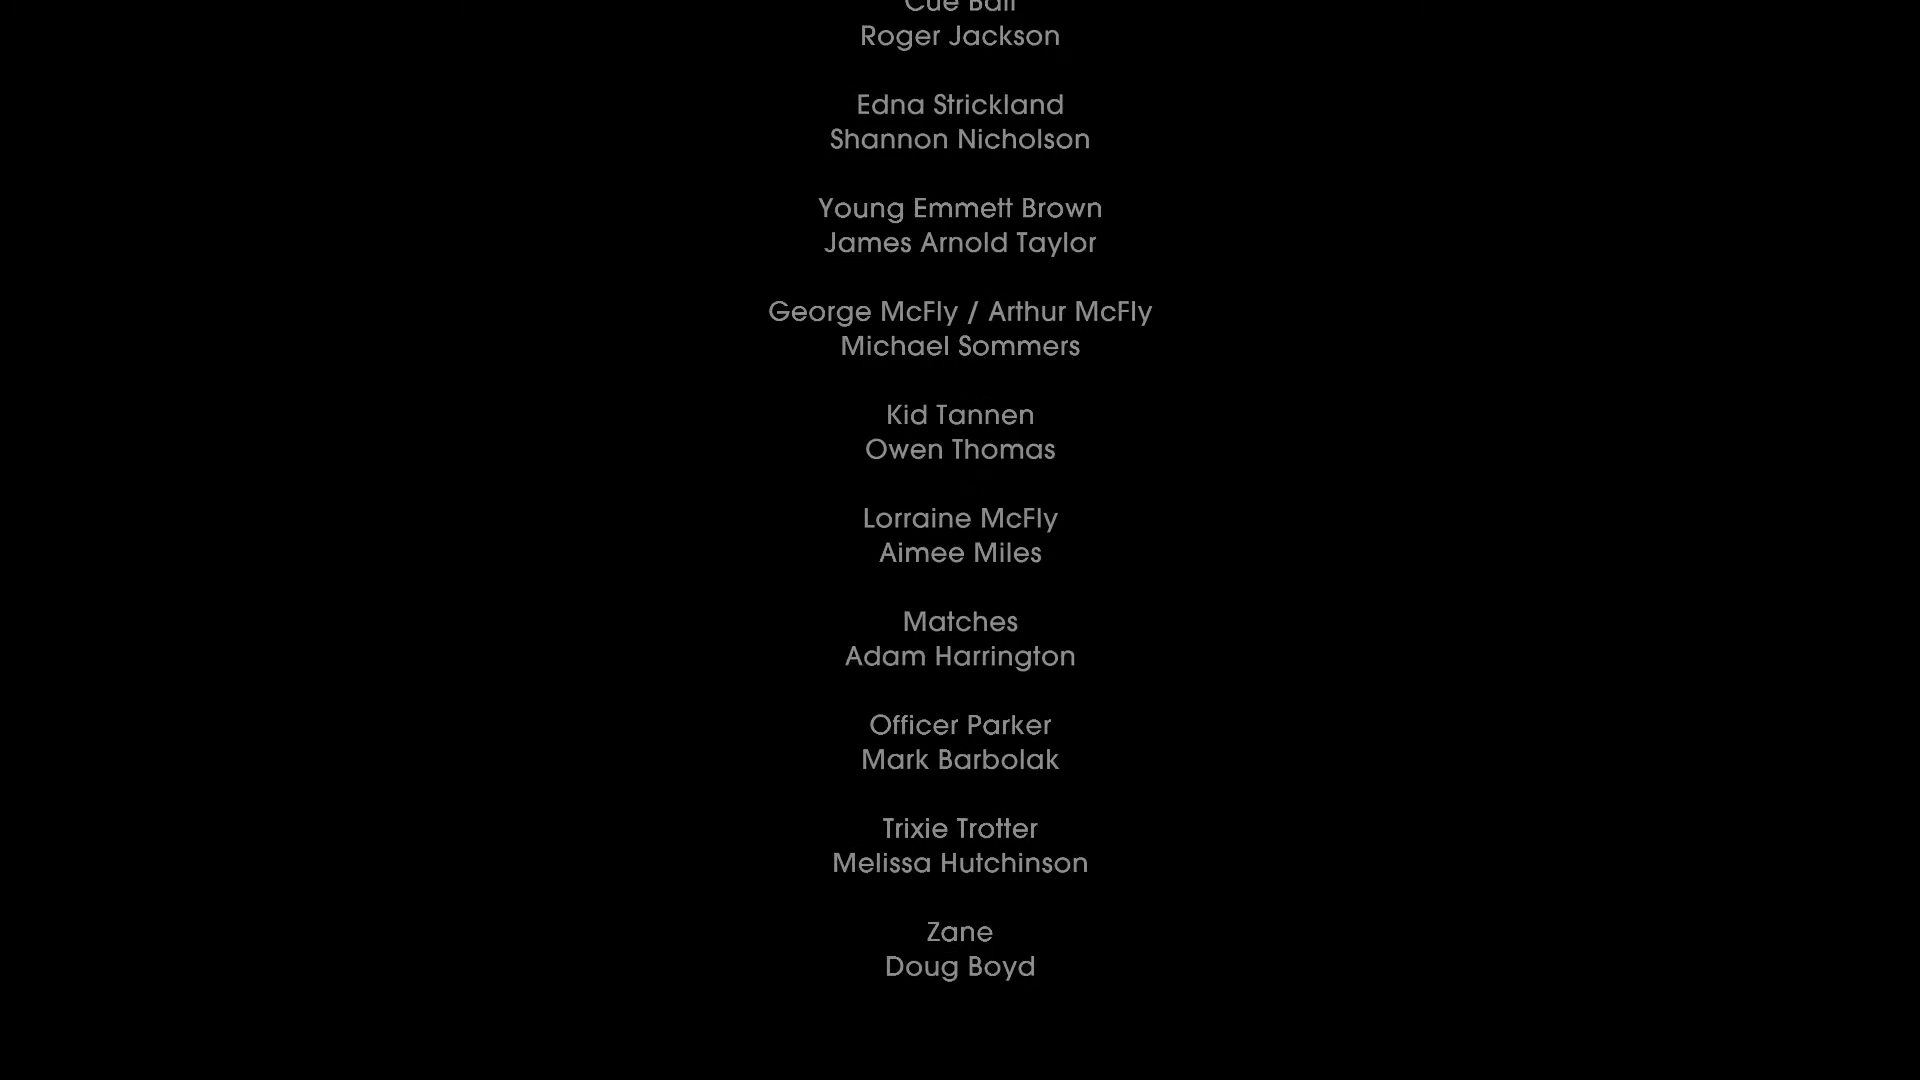 Cue Ball
Roger Jackson
Edna Strickland
Shannon Nicholson
Young Emmett Brown
James Arnold Taylor
George McFly / Arthur McFly
Michael Sommers
Kid Tannen
Owen Thomas
Lorraine McFly
Aimee Miles
Matches
Adam Harrington
Officer Parker
Mark Barbolak
Trixie Trotter
Melissa Hutchinson
Zane
Doug Boyd